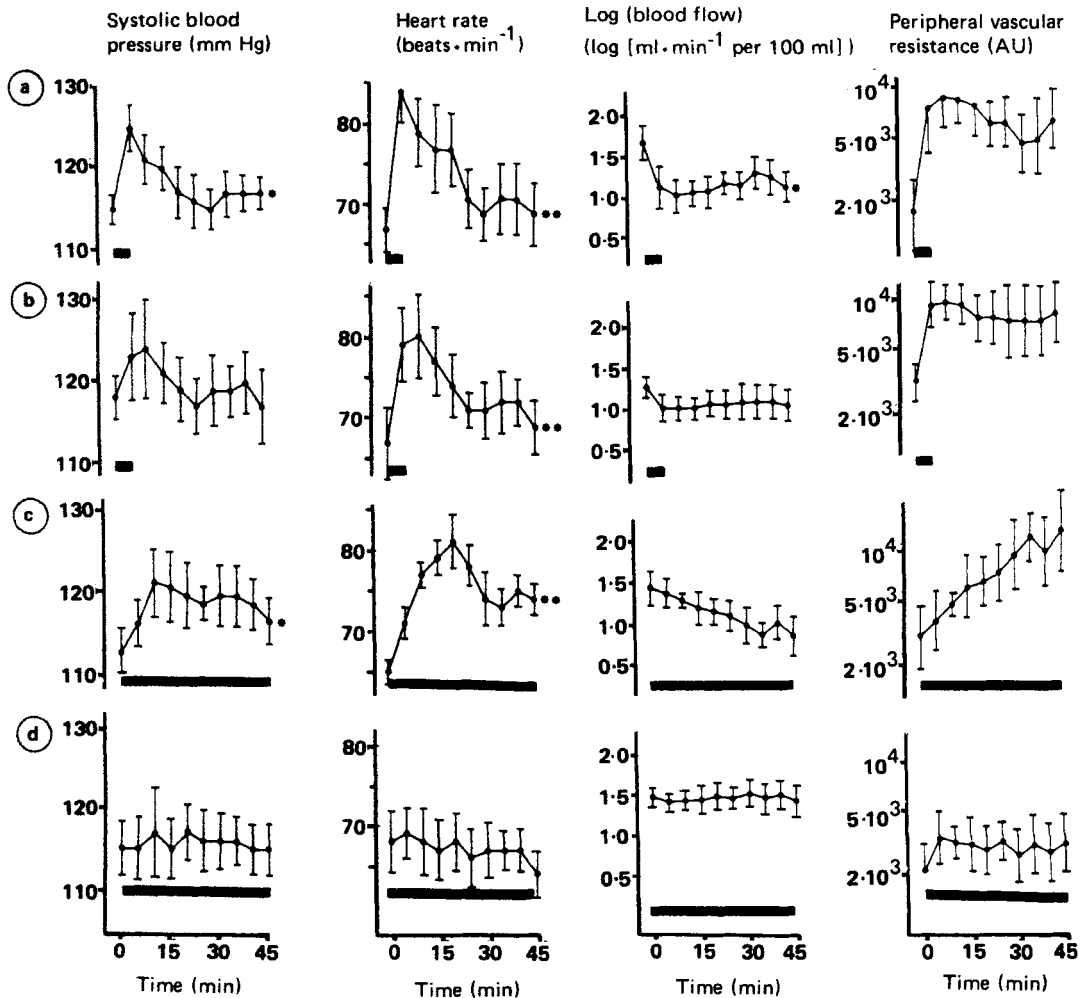 Systolic blood
pressure (mm Hg)
Heart rate
(beats·min⁻¹)
Log (blood flow)
(log [ml·min⁻¹ per 100 ml] )
Peripheral vascular
resistance (AU)
a
130
120
110
80
70
2·0
1·5
1·0
0·5
10⁴
5·10³
2·10³
b
130
120
110
80
70
2·0
1·5
1·0
0·5
10⁴
5·10³
2·10³
c
130
120
110
80
70
2·0
1·5
1·0
0·5
10⁴
5·10³
2·10³
d
130
120
110
80
70
2·0
1·5
1·0
0·5
10⁴
5·10³
2·10³
0 15 30 45
0 15 30 45
0 15 30 45
0 15 30 45
Time (min)
Time (min)
Time (min)
Time (min)